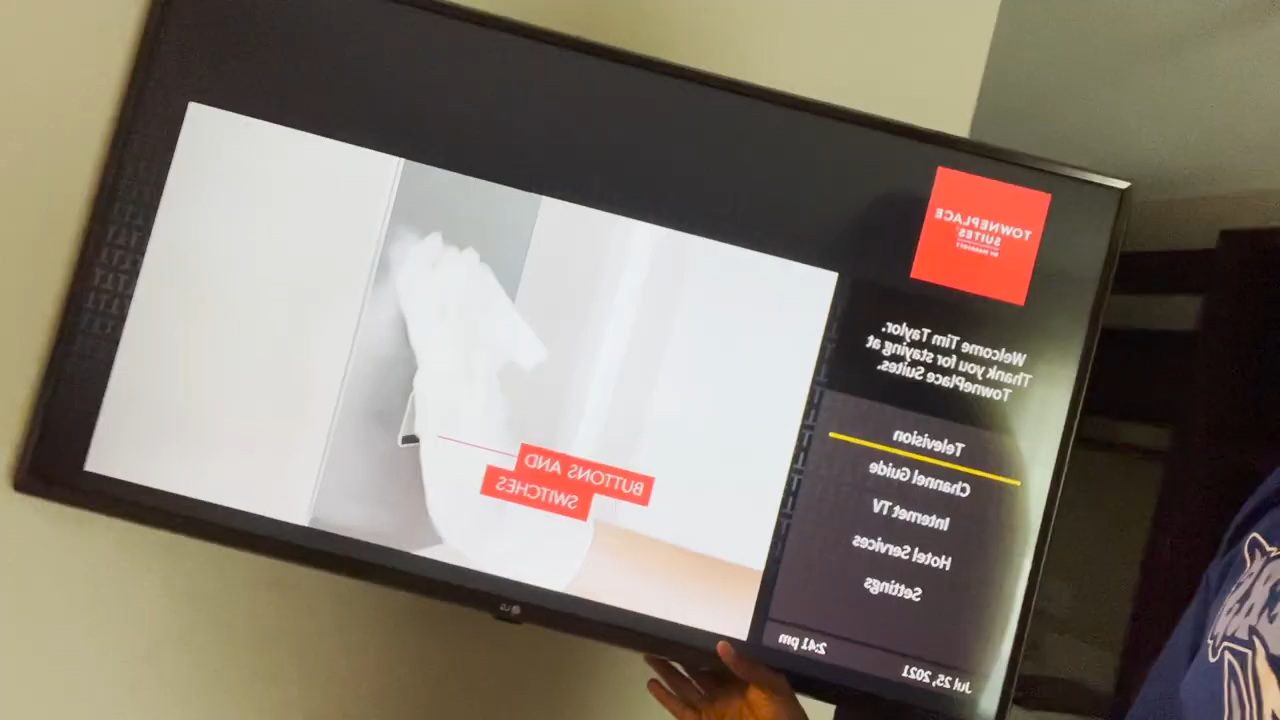 TOWNEPLACE
SUITES®
BY MARRIOTT
Welcome Tim Taylor.
Thank you for staying at
TownePlace Suites.
Television
Channel Guide
Internet TV
Hotel Services
Settings
Jul 25, 2021
2:41 pm
BUTTONS AND
SWITCHES
LG